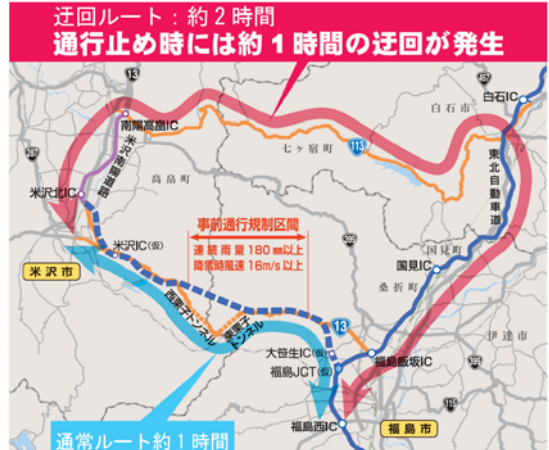 迂回ルート：約２時間
通行止め時には約１時間の迂回が発生
13
457
白石IC
白石市
南陽高畠IC
七ヶ宿町
113
米沢南陽道路
287
高畠町
東北自動車道
米沢北IC
事前通行規制区間
連続雨量180㎜以上
降雪時風速16m/s以上
399
米沢IC(仮)
米沢市
国見町
国見IC
桑折町
西栗子トンネル
東栗子トンネル
13
伊達市
大笹生IC(仮)
福島JCT(仮)
福島飯坂IC
399
115
福島西IC
福島市
通常ルート約１時間